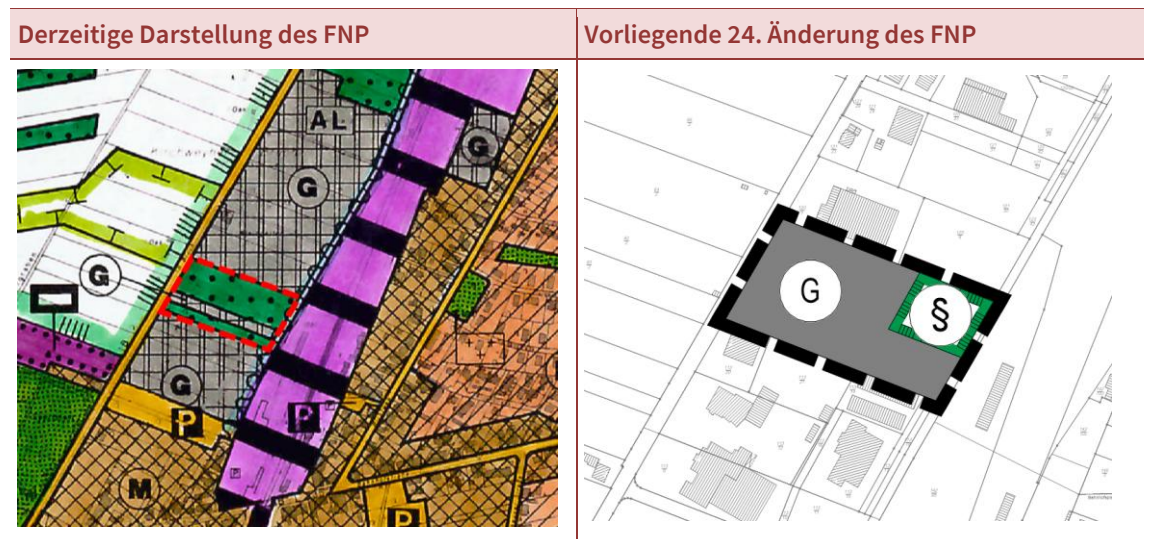 Derzeitige Darstellung des FNP
Vorliegende 24. Änderung des FNP
AL
G
G
G
G
P
P
M
P
G
§